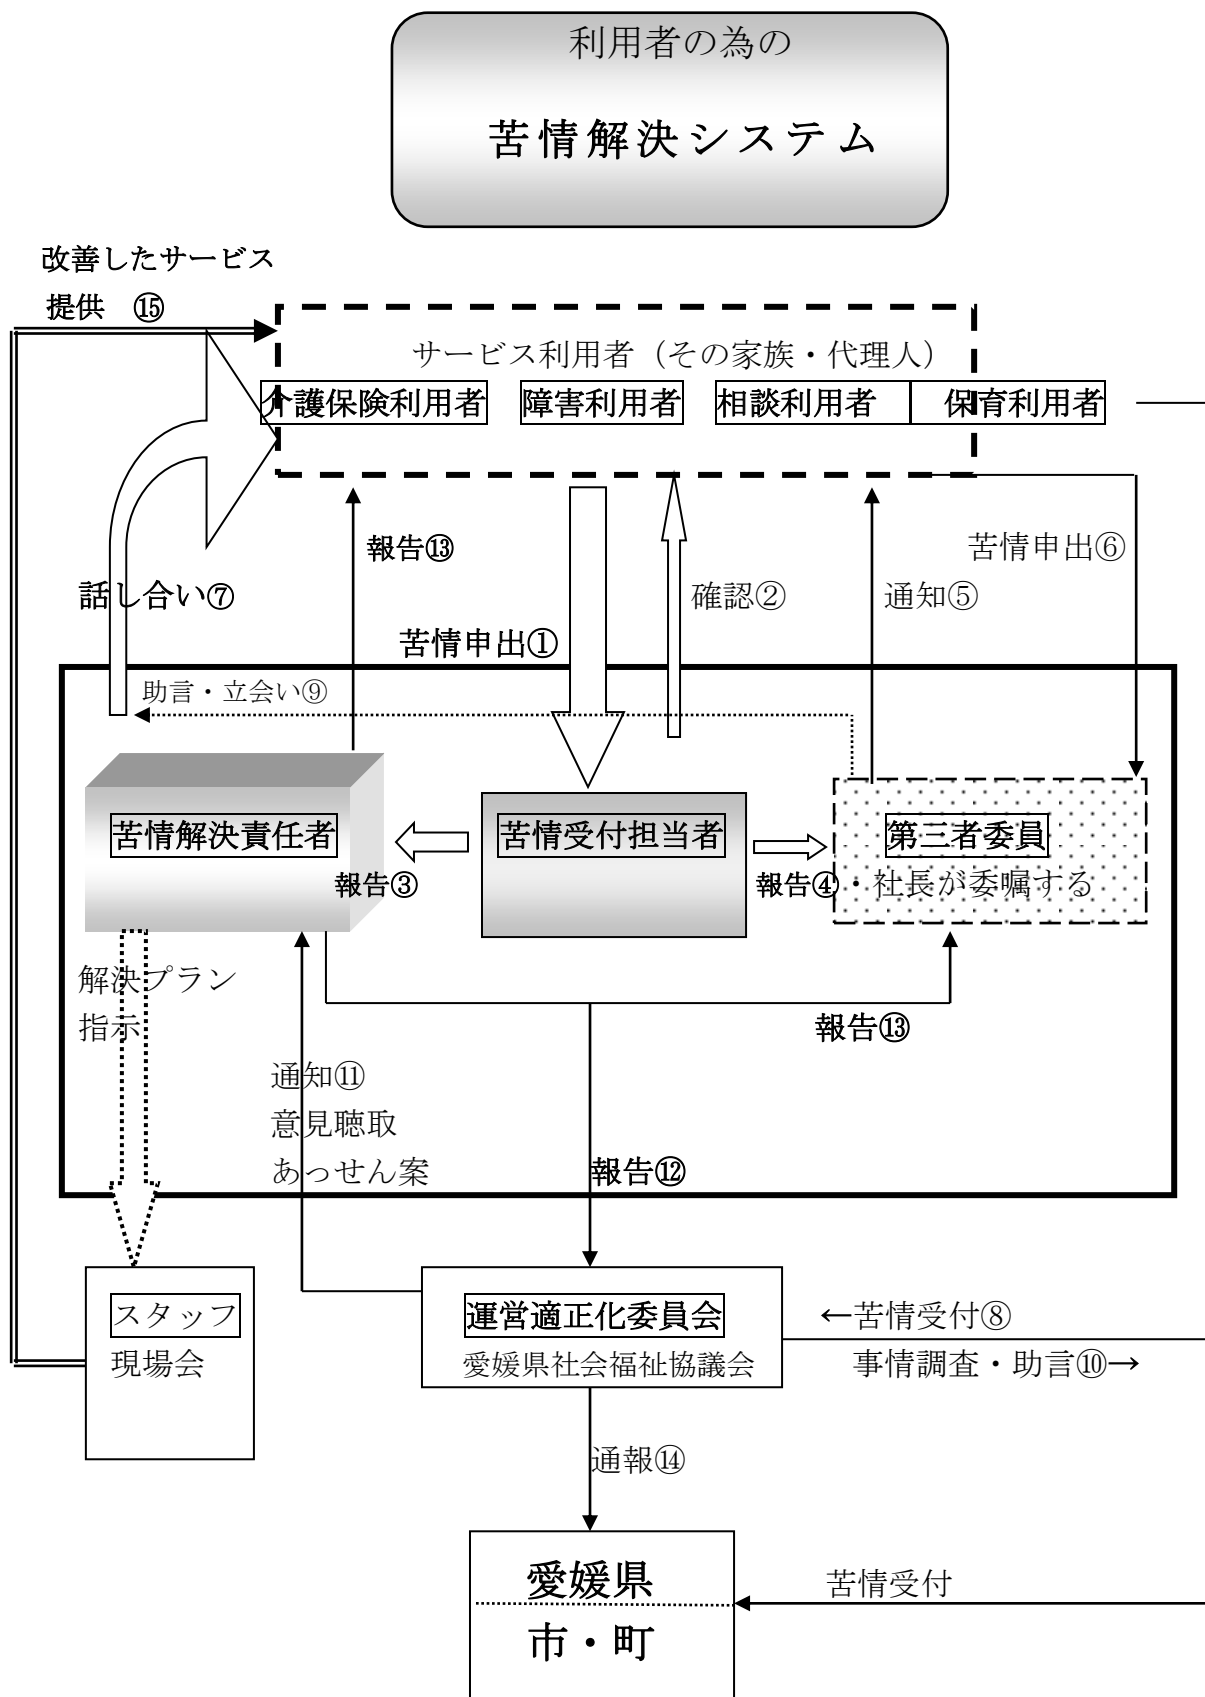 利用者の為の
苦情解決システム
改善したサービス
提供 ⑮
サービス利用者（その家族・代理人）
介護保険利用者
障害利用者
相談利用者
保育利用者
報告⑬
苦情申出⑥
話し合い⑦
確認②
通知⑤
苦情申出①
助言・立会い⑨
苦情解決責任者
苦情受付担当者
第三者委員
報告③
報告④
・社長が委嘱する
解決プラン
指示
報告⑬
通知⑪
意見聴取
あっせん案
報告⑫
スタッフ
現場会
運営適正化委員会
愛媛県社会福祉協議会
←苦情受付⑧
事情調査・助言⑩→
通報⑭
愛媛県
市・町
苦情受付